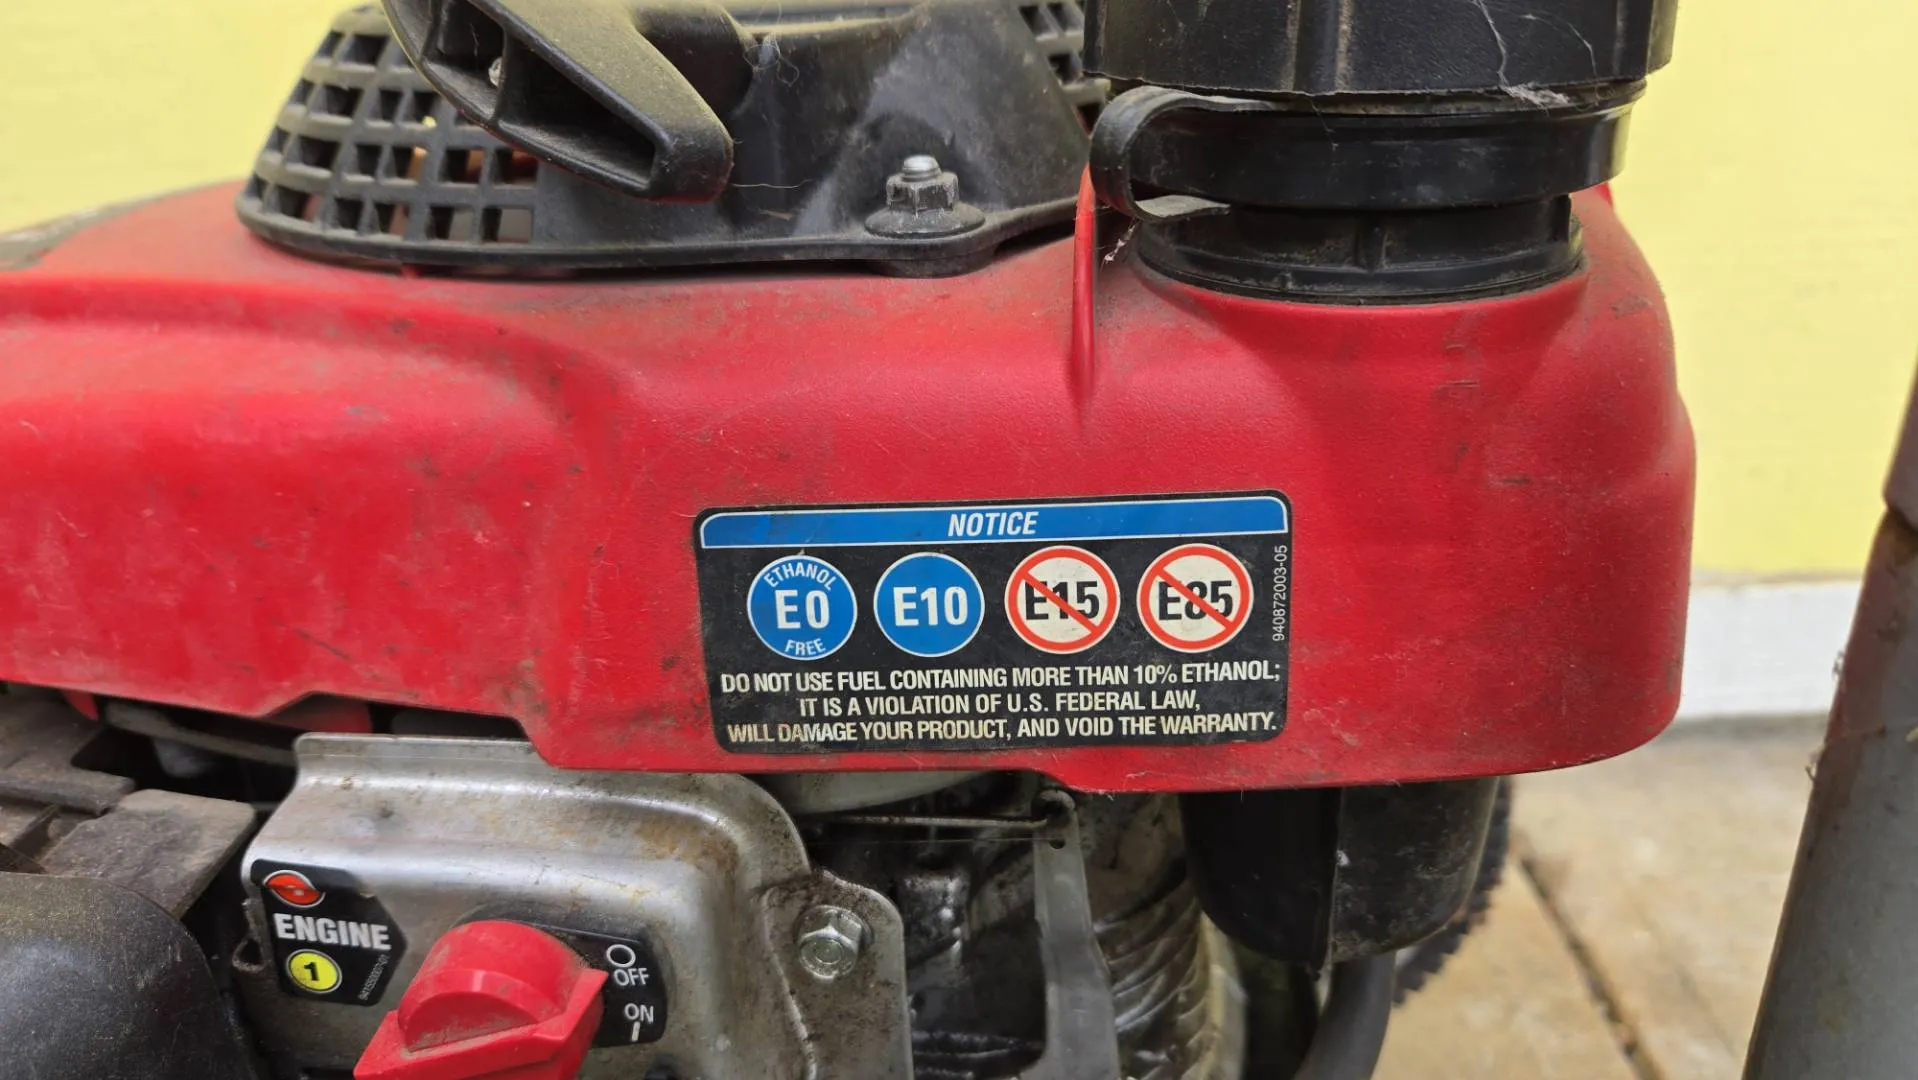 NOTICE
ETHANOL
E0
FREE
E10
E15
E85
940872003-05
DO NOT USE FUEL CONTAINING MORE THAN 10% ETHANOL;
IT IS A VIOLATION OF U.S. FEDERAL LAW,
WILL DAMAGE YOUR PRODUCT, AND VOID THE WARRANTY.
ENGINE
1
OFF
ON